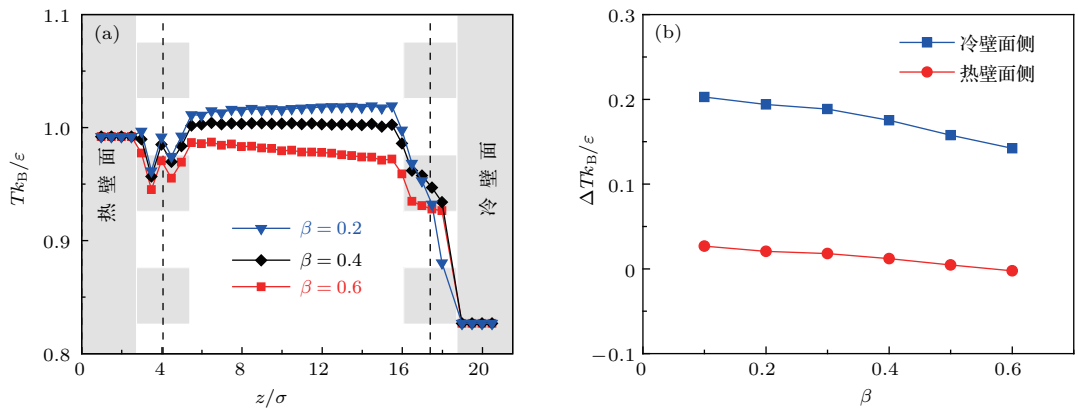 (a)
1.1
1.0
0.9
0.8
TkB/ε
热壁面
冷壁面
β = 0.2
β = 0.4
β = 0.6
0 4 8 12 16 20
z/σ
(b)
冷壁面侧
热壁面侧
0.3
0.2
0.1
0
−0.1
ΔTkB/ε
0 0.2 0.4 0.6
β